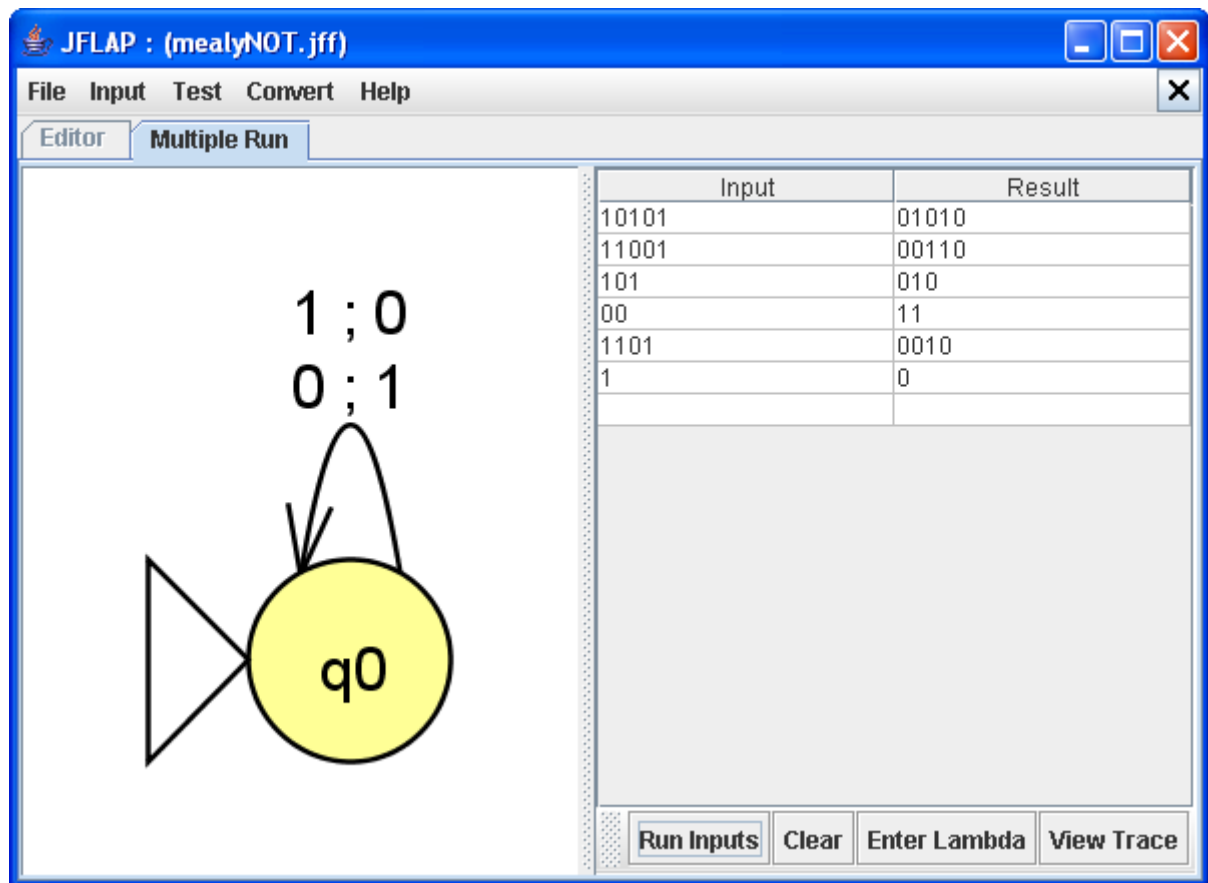 JFLAP : (mealyNOT.jff)
File Input Test Convert Help
Editor Multiple Run
1 ; 0
0 ; 1
q0
Input Result
10101 01010
11001 00110
101 010
00 11
1101 0010
1 0
Run Inputs Clear Enter Lambda View Trace